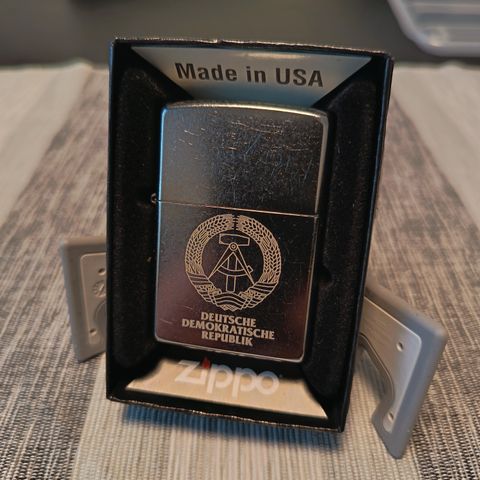 Made in USA
DEUTSCHE
DEMOKRATISCHE
REPUBLIK
zippo